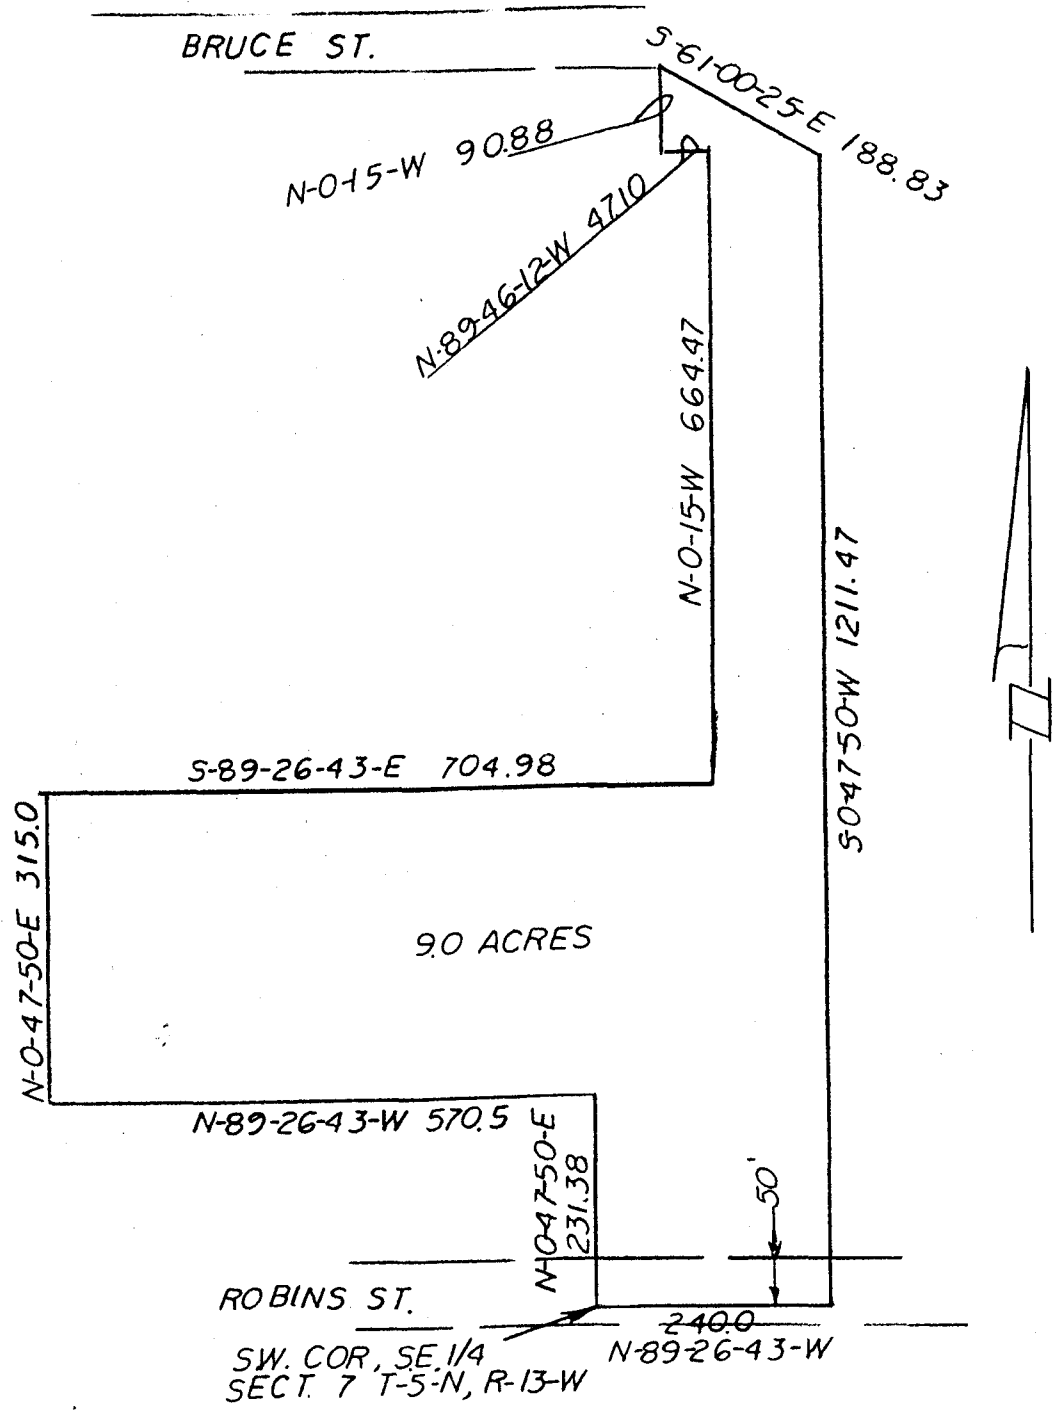 BRUCE ST.
S-61-00-25-E 188.83
N-0-15-W 90.88
N-89-46-12-W 47.10
N-0-15-W 664.47
S-0-47-50-W 1211.47
S-89-26-43-E 704.98
N-0-47-50-E 315.0
9.0 ACRES
N-89-26-43-W 570.5
N-0-47-50-E
231.38
50'
ROBINS ST.
240.0
N-89-26-43-W
S.W. COR, S.E. 1/4
SECT. 7 T-5-N, R-13-W